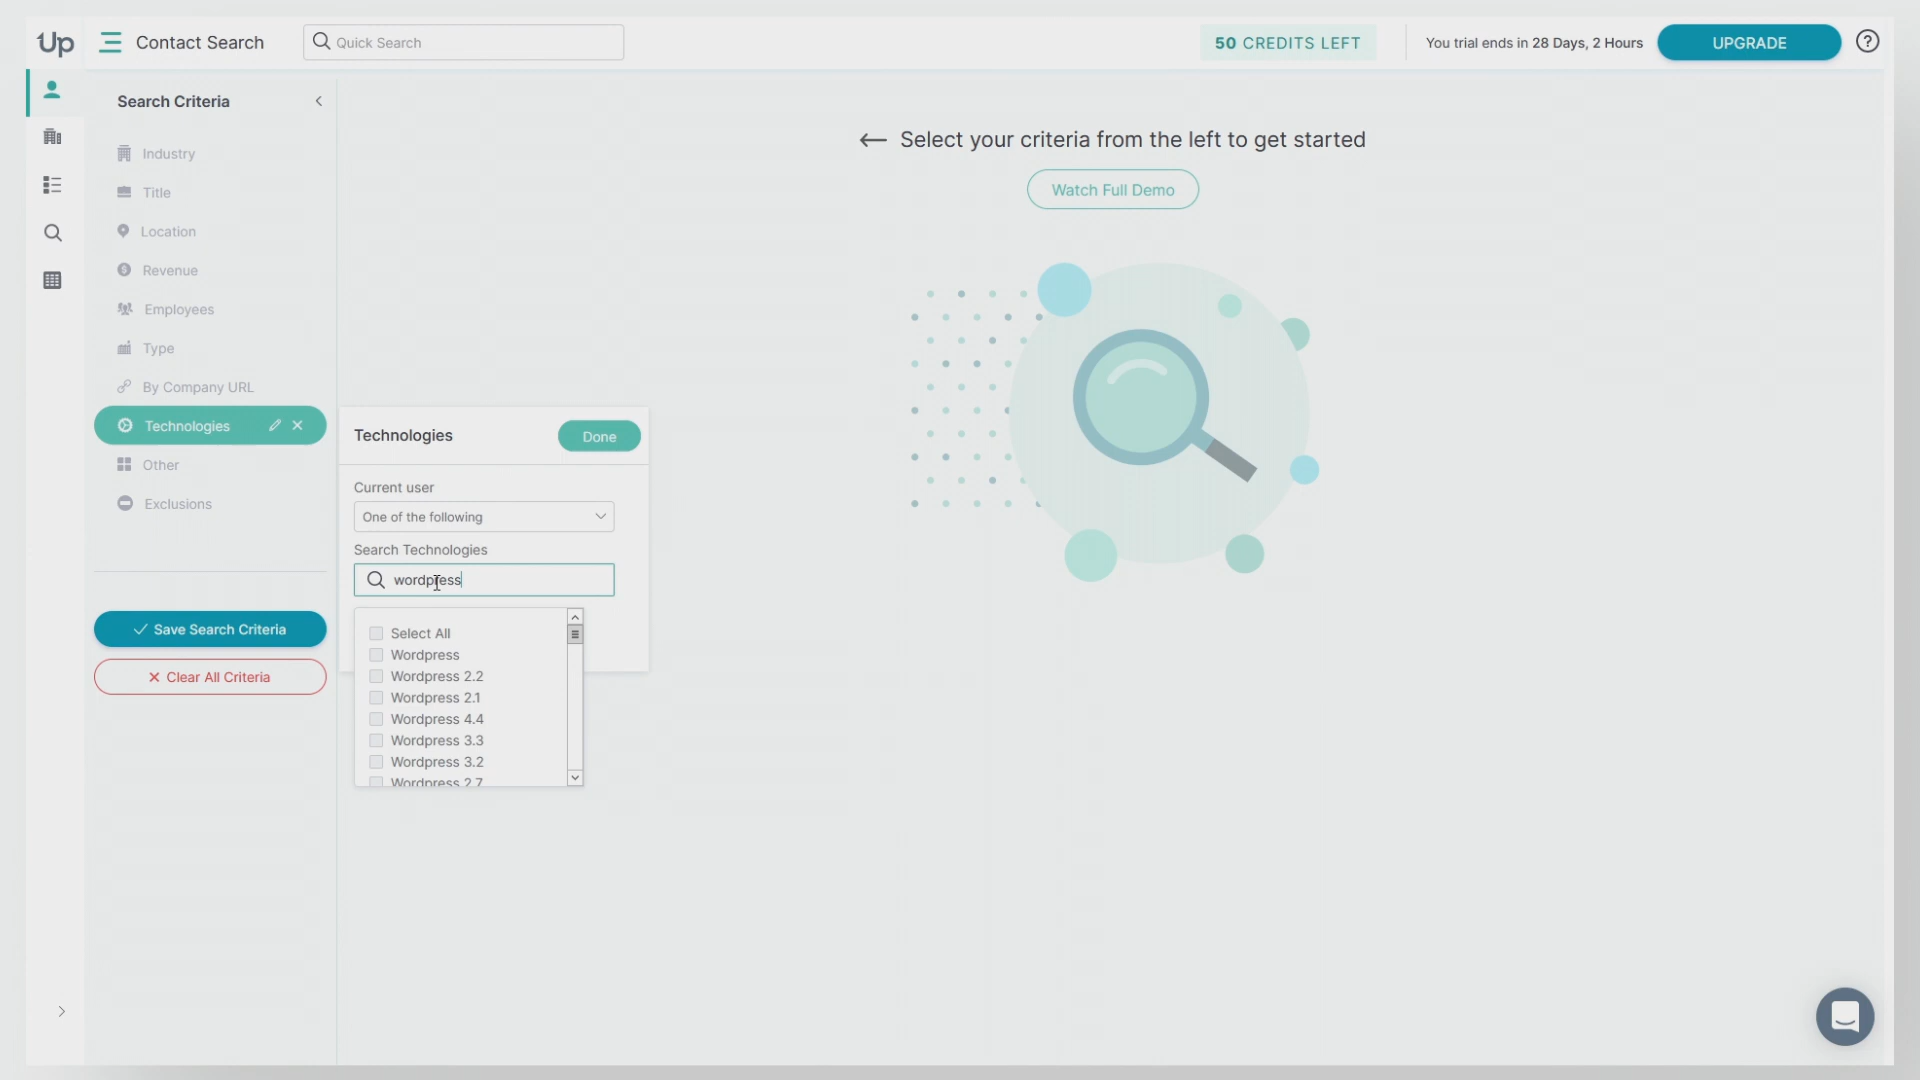 Up
Contact Search
Quick Search
50 CREDITS LEFT
You trial ends in 28 Days, 2 Hours
UPGRADE
?
Search Criteria
Industry
Title
Location
Revenue
Employees
Type
By Company URL
Technologies
Other
Exclusions
Save Search Criteria
Clear All Criteria
Select your criteria from the left to get started
Watch Full Demo
Technologies
Done
Current user
One of the following
Search Technologies
wordpress
Select All
Wordpress
Wordpress 2.2
Wordpress 2.1
Wordpress 4.4
Wordpress 3.3
Wordpress 3.2
Wordpress 2.7